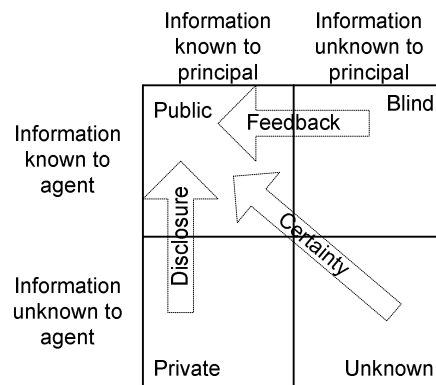 Information
known to
principal
Information
unknown to
principal
Information
known to
agent
Public
Feedback
Blind
Disclosure
Certainty
Information
unknown to
agent
Private
Unknown